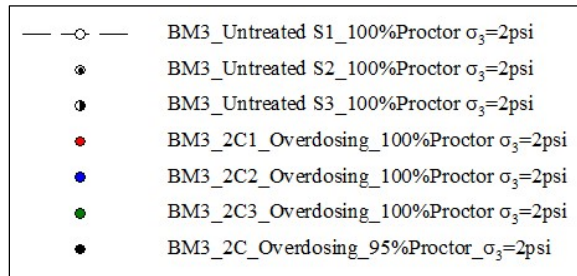 BM3_Untreated S1_100%Proctor σ₃=2psi
BM3_Untreated S2_100%Proctor σ₃=2psi
BM3_Untreated S3_100%Proctor σ₃=2psi
BM3_2C1_Overdosing_100%Proctor σ₃=2psi
BM3_2C2_Overdosing_100%Proctor σ₃=2psi
BM3_2C3_Overdosing_100%Proctor σ₃=2psi
BM3_2C_Overdosing_95%Proctor_σ₃=2psi